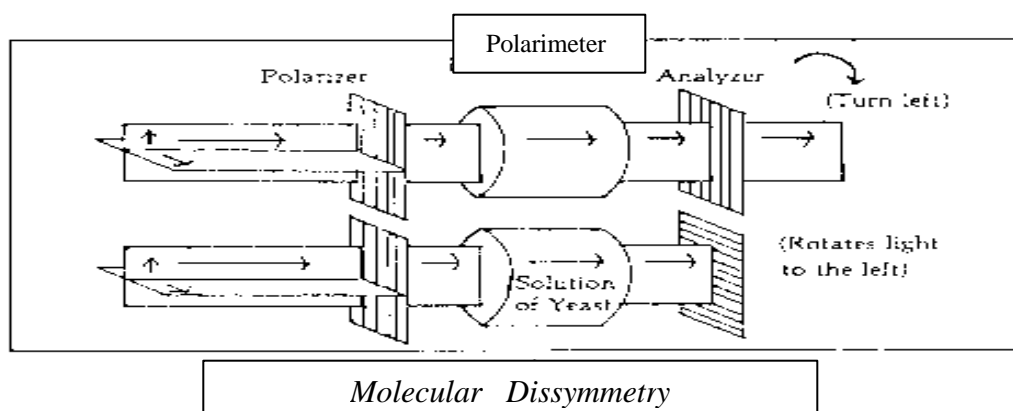 Polarimeter
Polarizer
Analyzer
(Turn left)
(Rotates light
to the left)
Solution
of Yeast
Molecular Dissymmetry